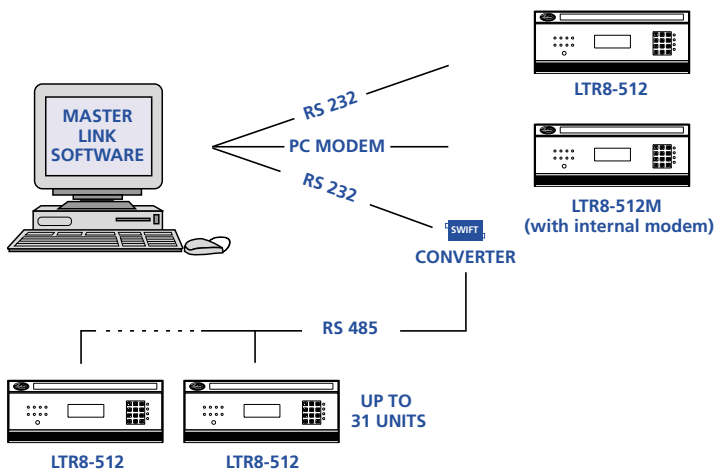 MASTER
LINK
SOFTWARE
RS 232
LTR8-512
PC MODEM
LTR8-512M
(with internal modem)
RS 232
SWIFT
CONVERTER
RS 485
UP TO
31 UNITS
LTR8-512
LTR8-512